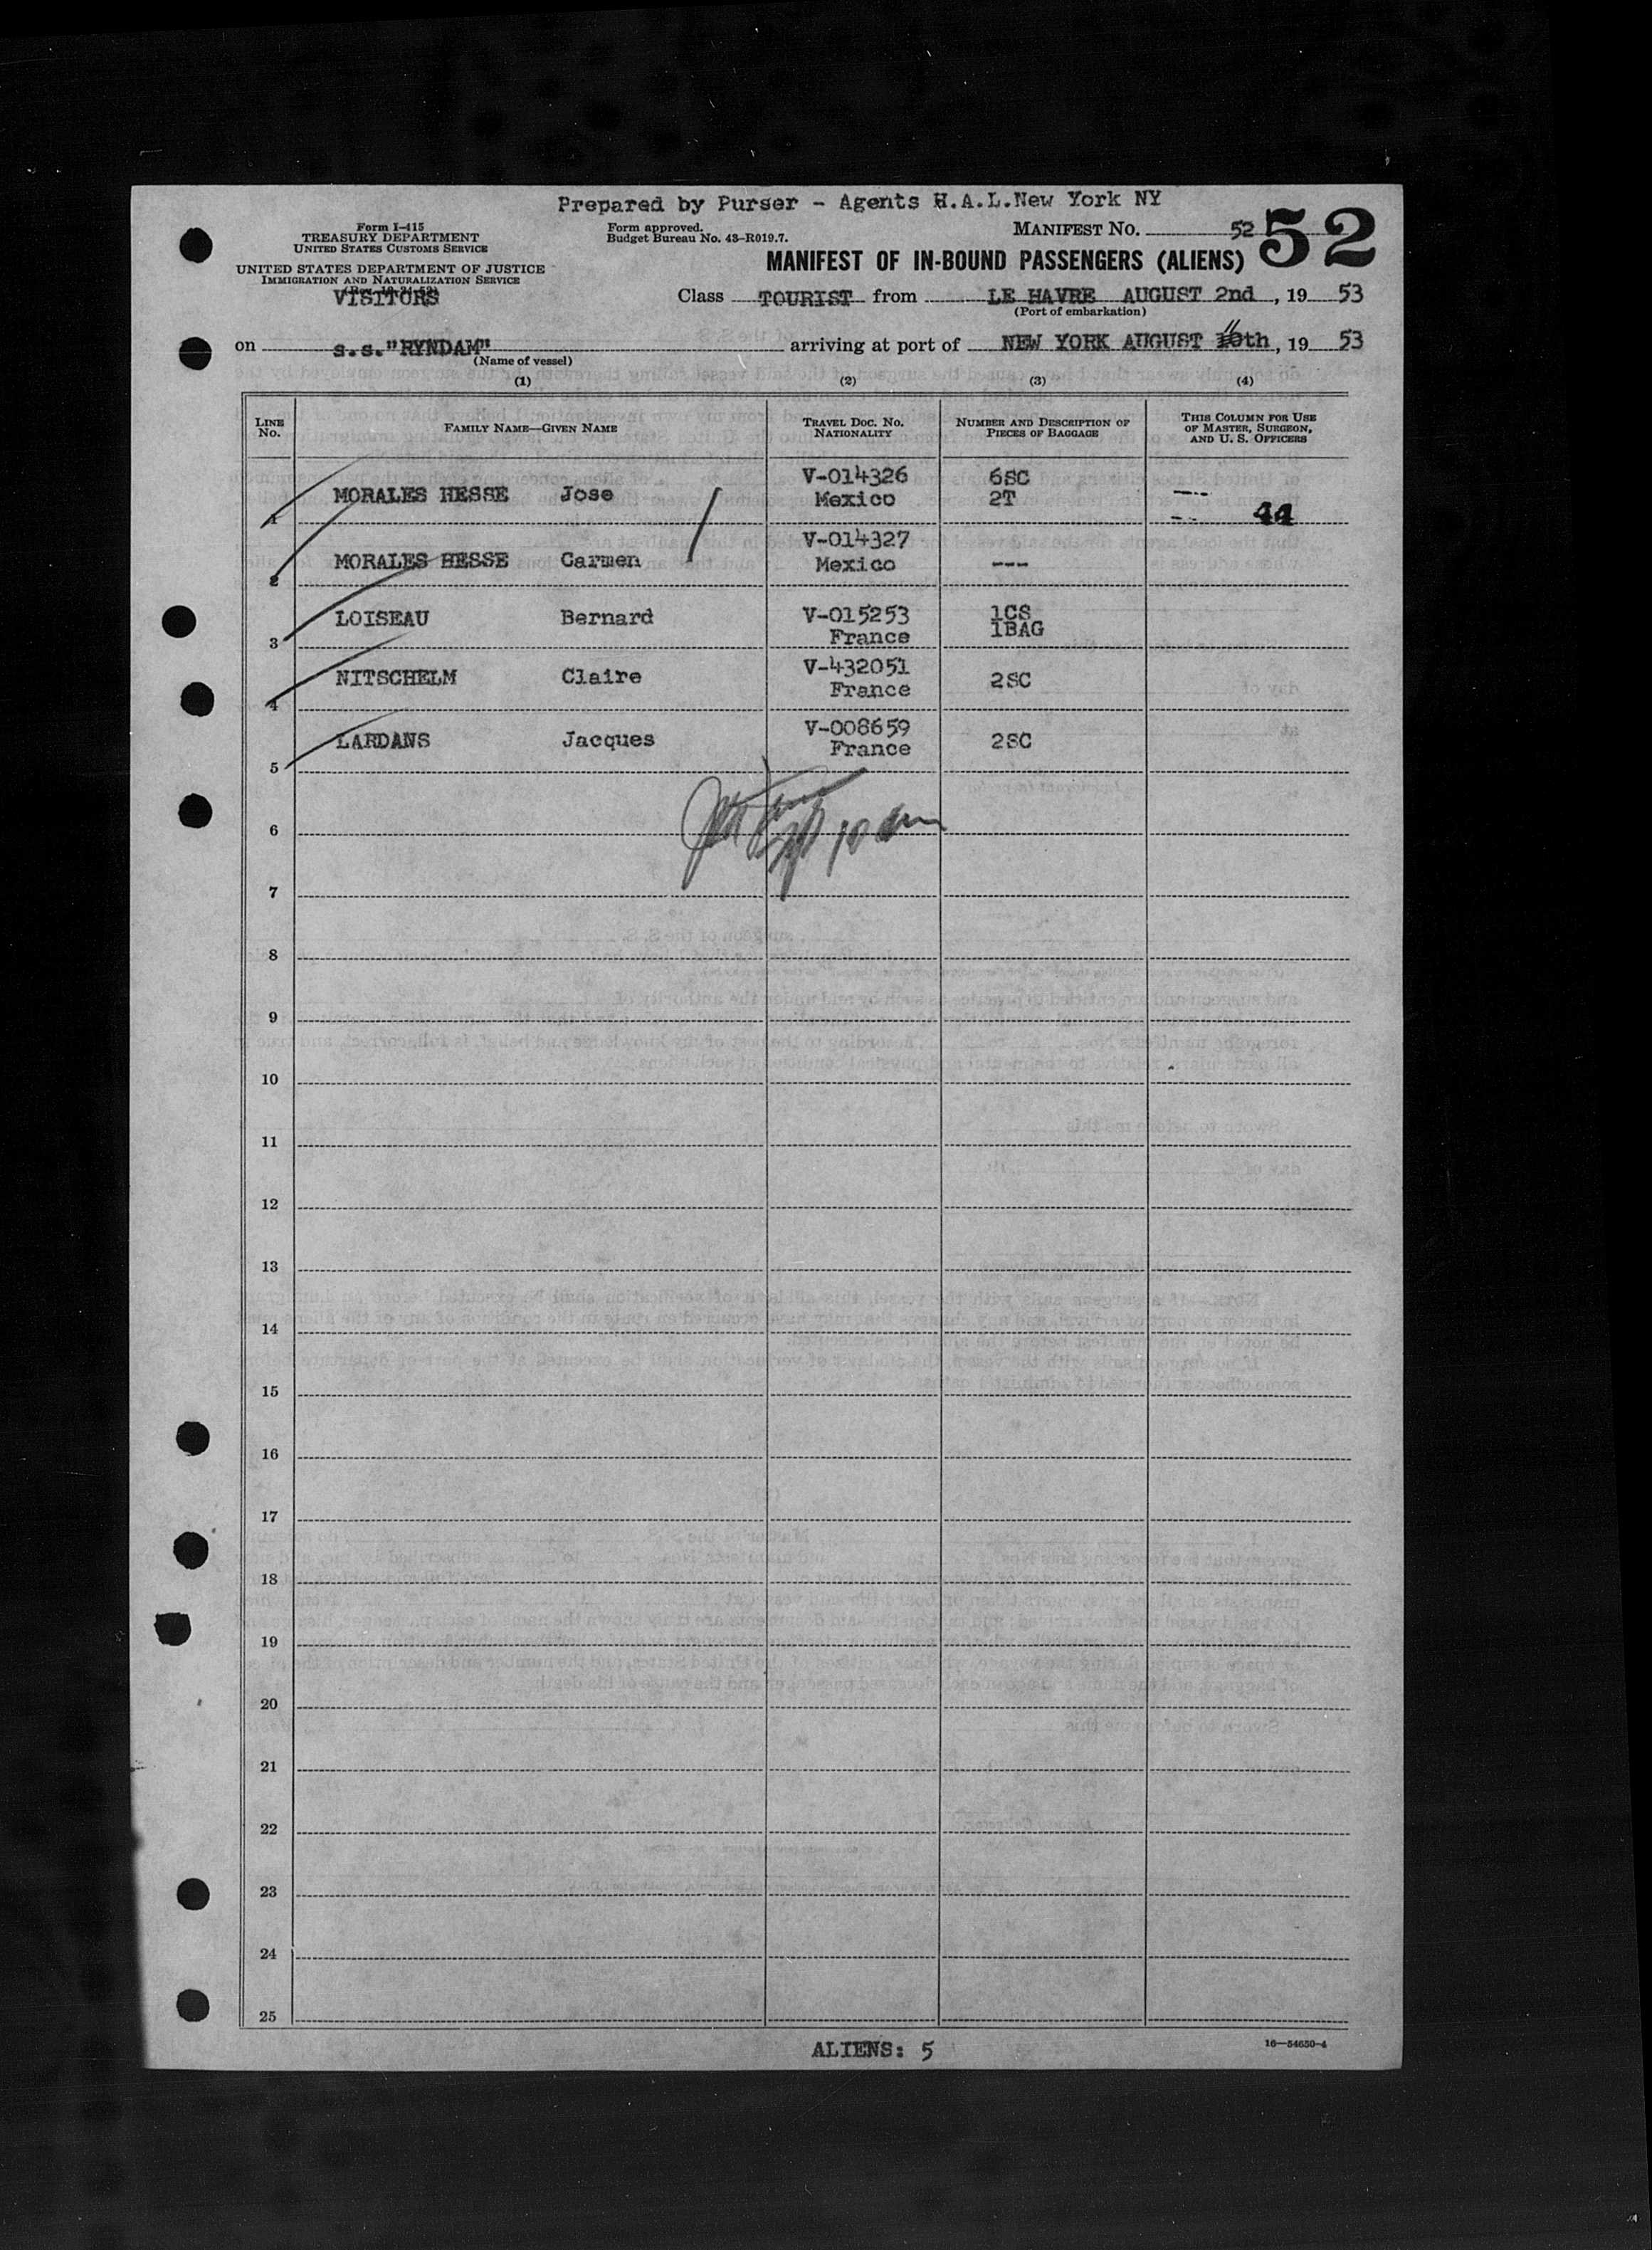 Prepared by Purser - Agents H.A.L.New York NY
Form I-415
TREASURY DEPARTMENT
UNITED STATES CUSTOMS SERVICE
UNITED STATES DEPARTMENT OF JUSTICE
IMMIGRATION AND NATURALIZATION SERVICE
VISITORS
Form approved.
Budget Bureau No. 43-R019.7.
MANIFEST No. 52 52
MANIFEST OF IN-BOUND PASSENGERS (ALIENS)
Class TOURIST from LE HAVRE AUGUST 2nd, 1953
(Port of embarkation)
on s.s."RYNDAM" arriving at port of NEW YORK AUGUST 11th, 1953
(Name of vessel)
(1) (2) (3) (4)
LINE No. FAMILY NAME—GIVEN NAME TRAVEL DOC. No. NATIONALITY NUMBER AND DESCRIPTION OF PIECES OF BAGGAGE THIS COLUMN FOR USE OF MASTER, SURGEON, AND U. S. OFFICERS
1 MORALES HESSE Jose V-014326 Mexico 6SC 2T 44
2 MORALES HESSE Carmen V-014327 Mexico ---
3 LOISEAU Bernard V-015253 France 1CS 1BAG
4 NITSCHELM Claire V-432051 France 2SC
5 LARDANS Jacques V-008659 France 2SC
6
7
8
9
10
11
12
13
14
15
16
17
18
19
20
21
22
23
24
25
ALIENS: 5
16—54650-4